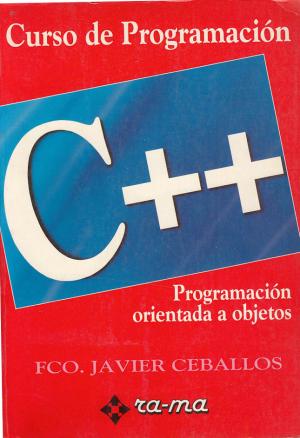 Curso de Programación
C++
Programación
orientada a objetos
FCO. JAVIER CEBALLOS
ra-ma